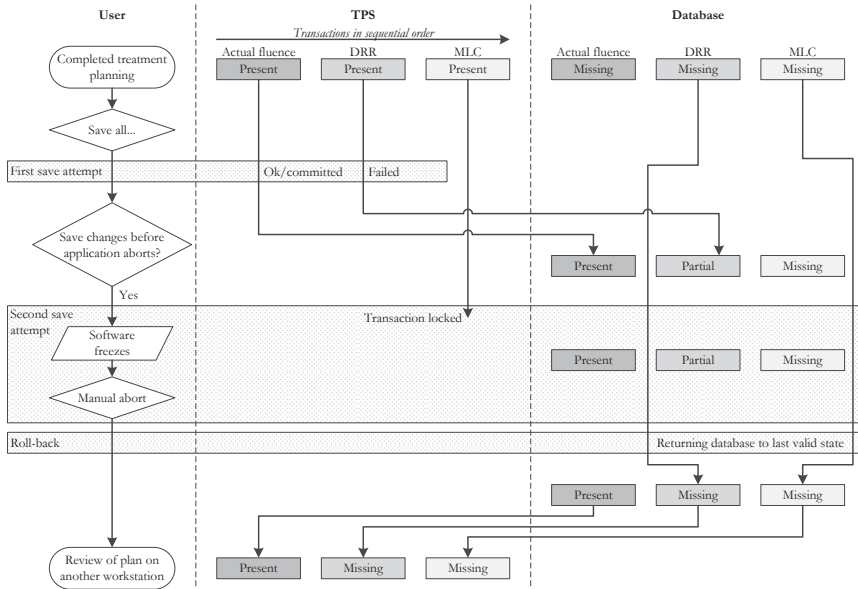 User
TPS
Database
Transactions in sequential order
Actual fluence
DRR
MLC
Actual fluence
DRR
MLC
Completed treatment
planning
Present
Present
Present
Missing
Missing
Missing
Save all...
First save attempt
Ok/committed
Failed
Save changes before
application aborts?
Present
Partial
Missing
Yes
Second save
attempt
Transaction locked
Software
freezes
Present
Partial
Missing
Manual abort
Roll-back
Returning database to last valid state
Present
Missing
Missing
Review of plan on
another workstation
Present
Missing
Missing